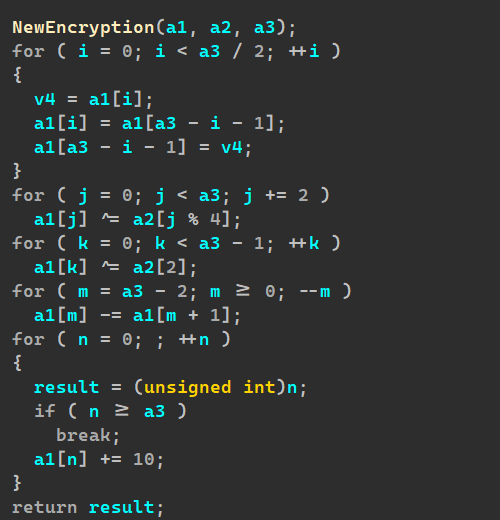 NewEncryption(a1, a2, a3);
for ( i = 0; i < a3 / 2; ++i )
{
  v4 = a1[i];
  a1[i] = a1[a3 - i - 1];
  a1[a3 - i - 1] = v4;
}
for ( j = 0; j < a3; j += 2 )
  a1[j] ^= a2[j % 4];
for ( k = 0; k < a3 - 1; ++k )
  a1[k] ^= a2[2];
for ( m = a3 - 2; m ≥ 0; --m )
  a1[m] -= a1[m + 1];
for ( n = 0; ; ++n )
{
  result = (unsigned int)n;
  if ( n ≥ a3 )
    break;
  a1[n] += 10;
}
return result;